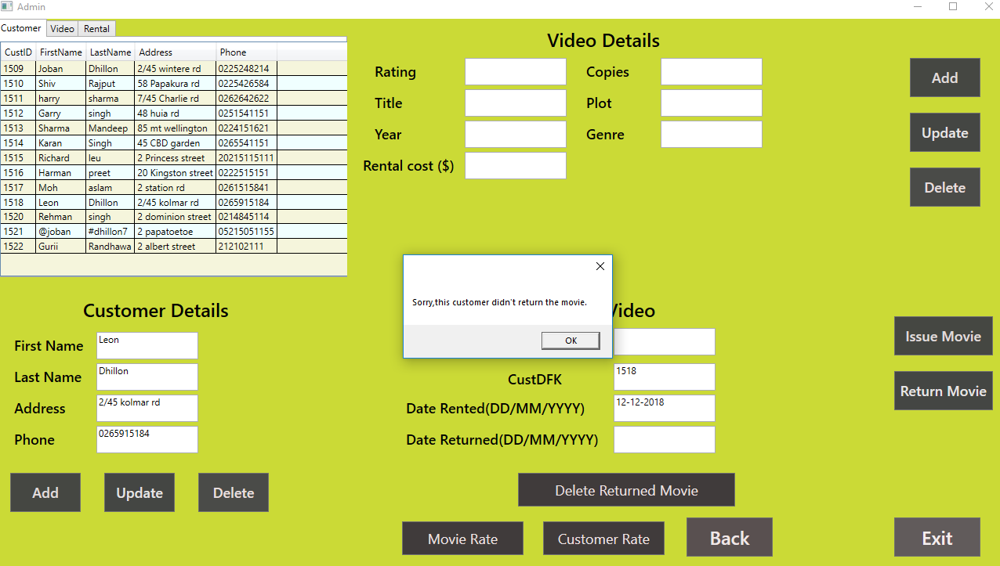 Admin
Customer Video Rental
CustID FirstName LastName Address Phone
1509 Joban Dhillon 2/45 wintere rd 0225248214
1510 Shiv Rajput 58 Papakura rd 0225426584
1511 harry sharma 7/45 Charlie rd 0262642622
1512 Garry singh 48 huia rd 0251541151
1513 Sharma Mandeep 85 mt wellington 0224151621
1514 Karan Singh 45 CBD garden 0265541151
1515 Richard leu 2 Princess street 20215115111
1516 Harman preet 20 Kingston street 0222515151
1517 Moh aslam 2 station rd 0261515841
1518 Leon Dhillon 2/45 kolmar rd 0265915184
1520 Rehman singh 2 dominion street 0214845114
1521 @joban #dhillon7 2 papatoetoe 05215051155
1522 Gurii Randhawa 2 albert street 212102111
Video Details
Rating Copies
Title Plot
Year Genre
Rental cost ($)
Add
Update
Delete
Sorry,this customer didn't return the movie.
OK
Customer Details
First Name Leon
Last Name Dhillon
Address 2/45 kolmar rd
Phone 0265915184
Add Update Delete
Video
CustDFK 1518
Date Rented(DD/MM/YYYY) 12-12-2018
Date Returned(DD/MM/YYYY)
Issue Movie
Return Movie
Delete Returned Movie
Movie Rate Customer Rate Back Exit